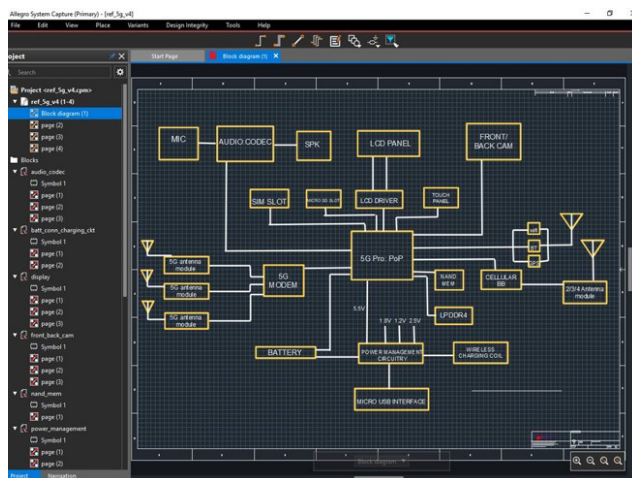 Allegro System Capture (Primary) - [ref_5g_v4]
File Edit View Place Variants Design Integrity Tools Help
oject
Start Page
Block diagram (1)
Search
Project <ref_5g_v4.cpm>
ref_5g_v4 (1-4)
Block diagram (1)
page (2)
page (3)
page (4)
Blocks
audio_codec
Symbol 1
page (1)
page (2)
page (3)
batt_conn_charging_ckt
Symbol 1
page (1)
page (2)
display
Symbol 1
page (1)
page (2)
page (3)
front_back_cam
Symbol 1
page (1)
page (2)
page (3)
nand_mem
Symbol 1
page (1)
power_management
Symbol 1
page (1)
page (2)
Project Navigation
MIC
AUDIO CODEC
SPK
LCD PANEL
FRONT/
BACK CAM
SIM SLOT
MICRO SD SLOT
LCD DRIVER
TOUCH
PANEL
5G antenna
module
5G antenna
module
5G antenna
module
5G
MODEM
5G Pro: PoP
wifi
BT
GPS
NAND
MEM
CELLULAR
BB
2/3/4 Antenna
module
LPDDR4
5.5V
1.8V 1.2V 2.5V
BATTERY
POWER MANAGEMENT
CIRCUITRY
WIRELESS
CHARGING COIL
MICRO USB INTERFACE
Block diagram